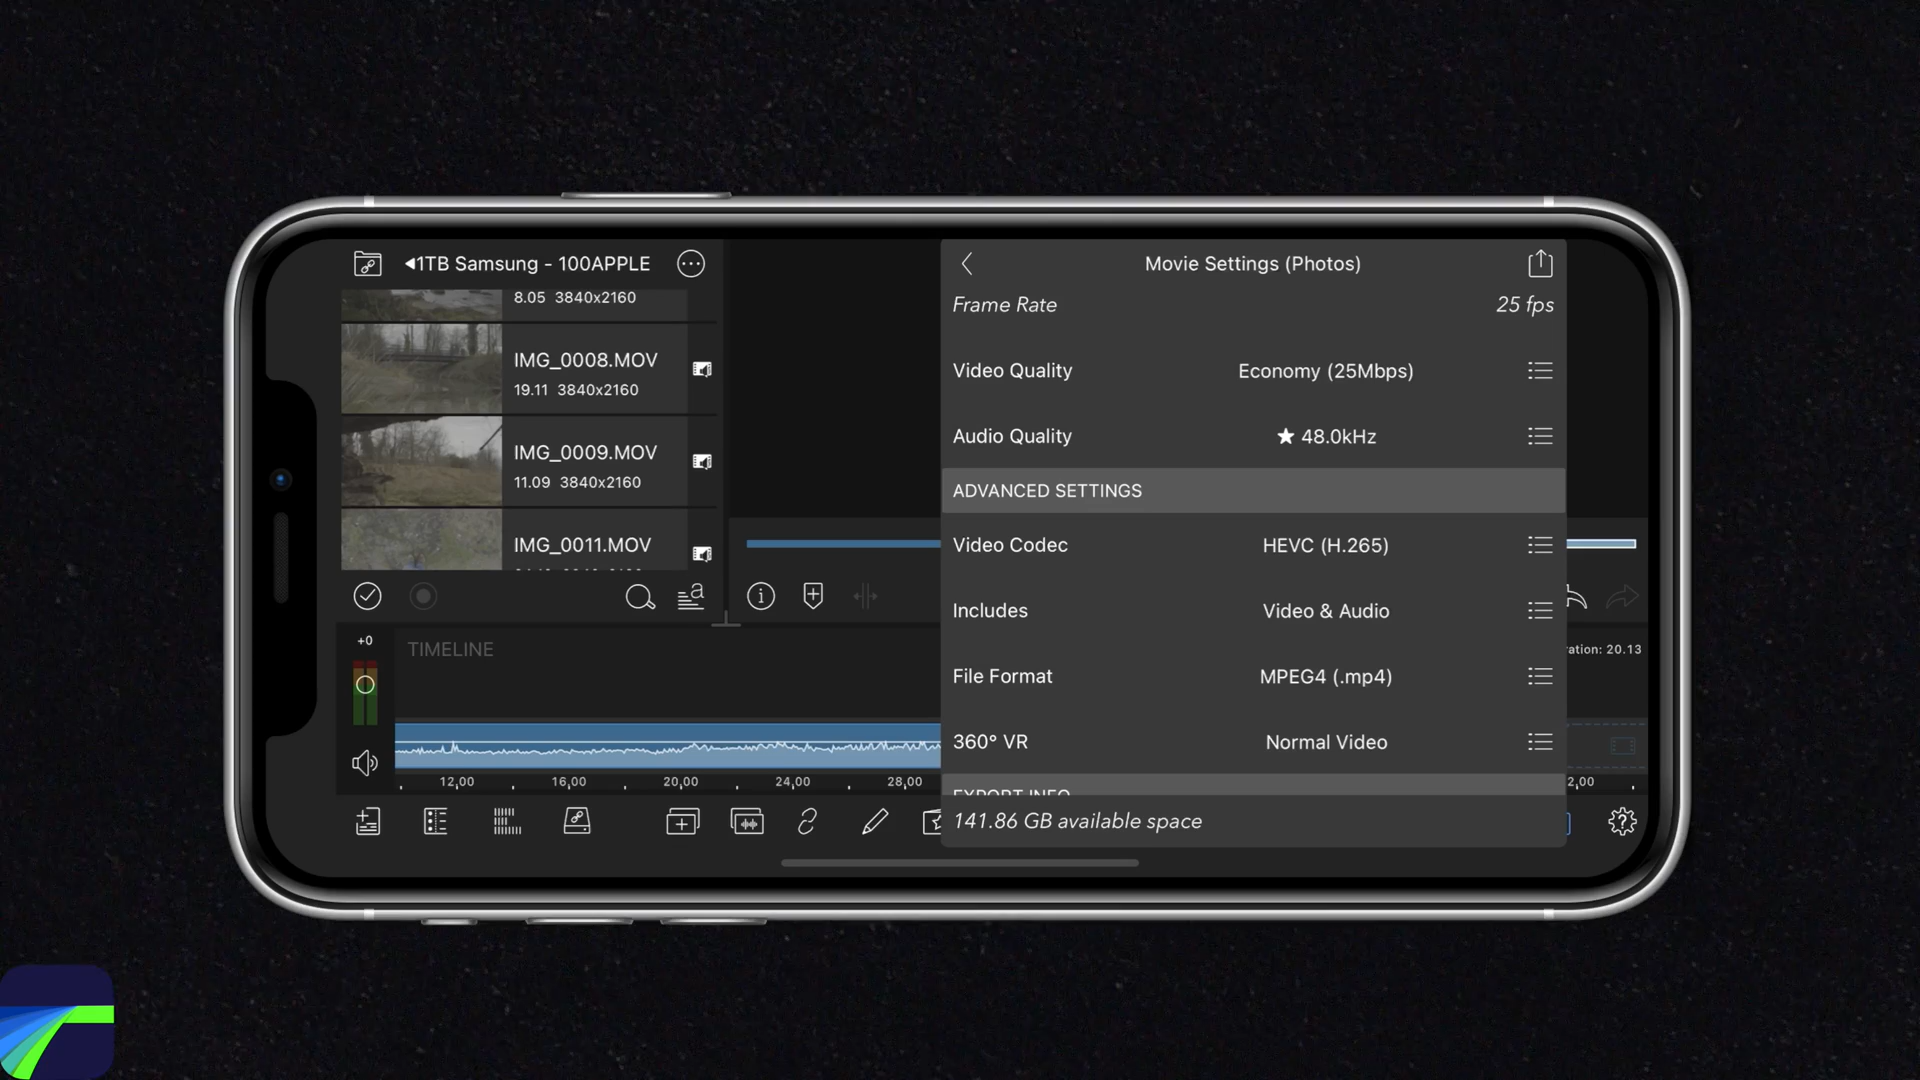 ◀1TB Samsung - 100APPLE
8.05 3840x2160
IMG_0008.MOV
19.11 3840x2160
IMG_0009.MOV
11.09 3840x2160
IMG_0011.MOV
+0
TIMELINE
12,00
16,00
20,00
24,00
28,00
Movie Settings (Photos)
Frame Rate 25 fps
Video Quality Economy (25Mbps)
Audio Quality ★ 48.0kHz
ADVANCED SETTINGS
Video Codec HEVC (H.265)
Includes Video & Audio
File Format MPEG4 (.mp4)
360° VR Normal Video
EXPORT INFO
141.86 GB available space
ration: 20.13
2,00